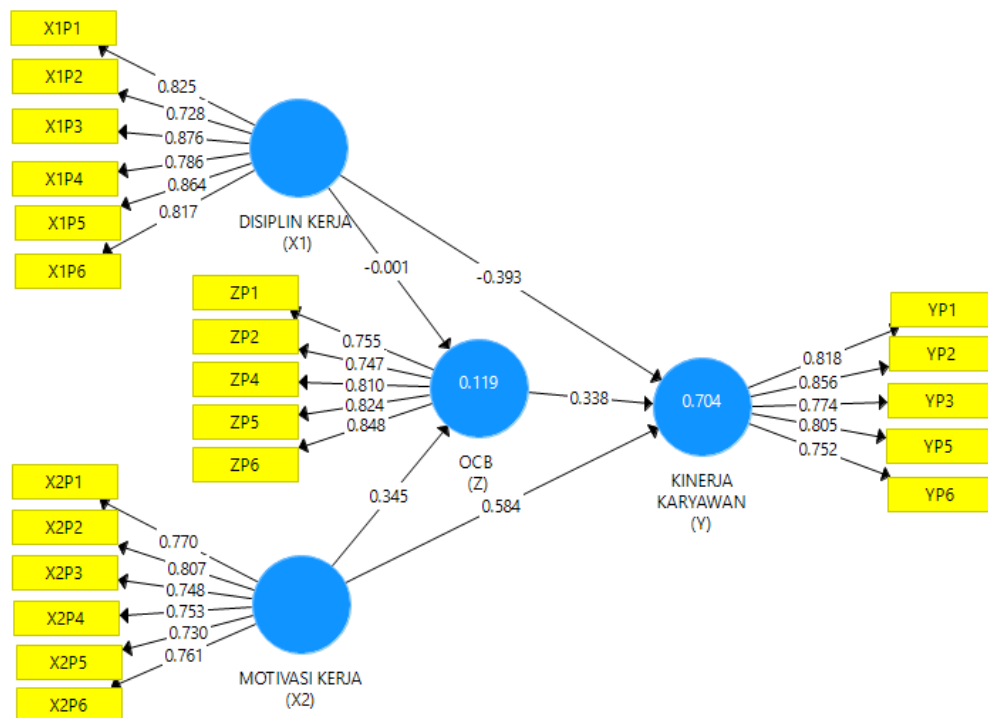 X1P1
X1P2
X1P3
X1P4
X1P5
X1P6
0.825
0.728
0.876
0.786
0.864
0.817
DISIPLIN KERJA
(X1)
-0.001
-0.393
ZP1
ZP2
ZP4
ZP5
ZP6
0.755
0.747
0.810
0.824
0.848
0.119
OCB
(Z)
0.338
0.704
KINERJA
KARYAWAN
(Y)
0.818
0.856
0.774
0.805
0.752
YP1
YP2
YP3
YP5
YP6
0.345
0.584
X2P1
X2P2
X2P3
X2P4
X2P5
X2P6
0.770
0.807
0.748
0.753
0.730
0.761
MOTIVASI KERJA
(X2)